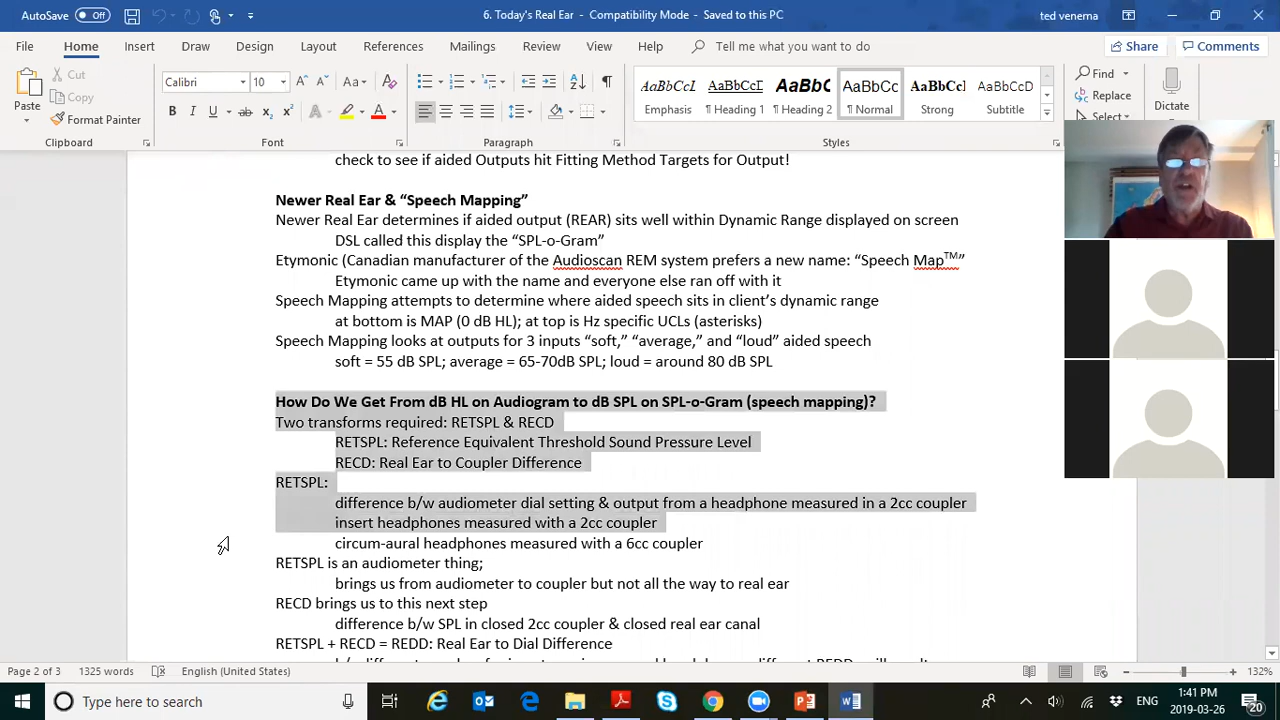 AutoSave Off
6. Today's Real Ear - Compatibility Mode - Saved to this PC
ted venema
File Home Insert Draw Design Layout References Mailings Review View Help Tell me what you want to do Share Comments
Paste
Cut
Copy
Format Painter
Clipboard
Calibri 10
Font
Paragraph
AaBbCcI AaBbCcI AaBbC AaBbCc AaBbCc AaBbCcD
Emphasis ¶ Heading 1 ¶ Heading 2 ¶ Normal Strong Subtitle
Styles
Find
Replace
Select
Dictate
check to see if aided Outputs hit Fitting Method Targets for Output!
Newer Real Ear & “Speech Mapping”
Newer Real Ear determines if aided output (REAR) sits well within Dynamic Range displayed on screen
DSL called this display the “SPL-o-Gram”
Etymonic (Canadian manufacturer of the Audioscan REM system prefers a new name: “Speech MapTM”
Etymonic came up with the name and everyone else ran off with it
Speech Mapping attempts to determine where aided speech sits in client’s dynamic range
at bottom is MAP (0 dB HL); at top is Hz specific UCLs (asterisks)
Speech Mapping looks at outputs for 3 inputs “soft,” “average,” and “loud” aided speech
soft = 55 dB SPL; average = 65-70dB SPL; loud = around 80 dB SPL
How Do We Get From dB HL on Audiogram to dB SPL on SPL-o-Gram (speech mapping)?
Two transforms required: RETSPL & RECD
RETSPL: Reference Equivalent Threshold Sound Pressure Level
RECD: Real Ear to Coupler Difference
RETSPL:
difference b/w audiometer dial setting & output from a headphone measured in a 2cc coupler
insert headphones measured with a 2cc coupler
circum-aural headphones measured with a 6cc coupler
RETSPL is an audiometer thing;
brings us from audiometer to coupler but not all the way to real ear
RECD brings us to this next step
difference b/w SPL in closed 2cc coupler & closed real ear canal
RETSPL + RECD = REDD: Real Ear to Dial Difference
Page 2 of 3 1325 words English (United States) 132%
Type here to search
ENG
1:41 PM
2019-03-26
20